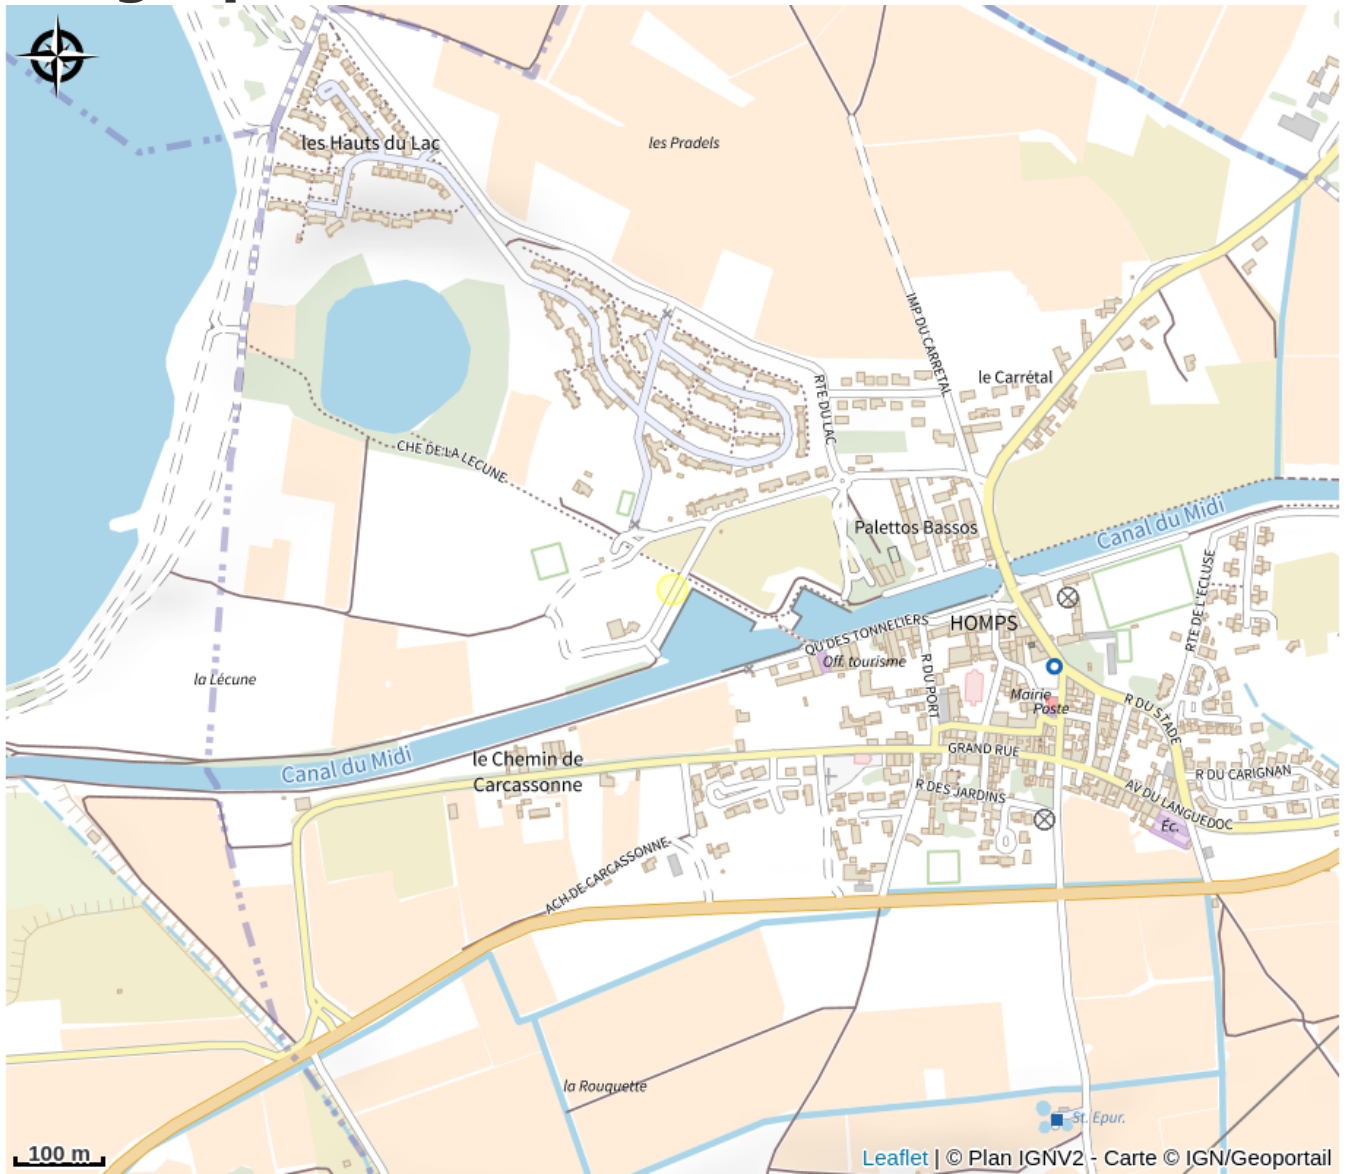 les Hauts du Lac
les Pradels
IMP DU CARRETAL
le Carrétal
RTE DU LAC
CHE DE LA LECUNE
Palettos Bassos
Canal du Midi
RTE DE L'ECLUSE
HOMPS
QU DES TONNELIERS
Off. tourisme
R DU PORT
la Lécune
Mairie
Poste
R DU STADE
GRAND RUE
Canal du Midi
le Chemin de
Carcassonne
R DU CARIGNAN
R DES JARDINS
AV DU LANGUEDOC
Éc.
ACH-DE-CARCASSONNE
la Rouquette
St. Epur.
100 m
Leaflet | © Plan IGNV2 - Carte © IGN/Geoportail